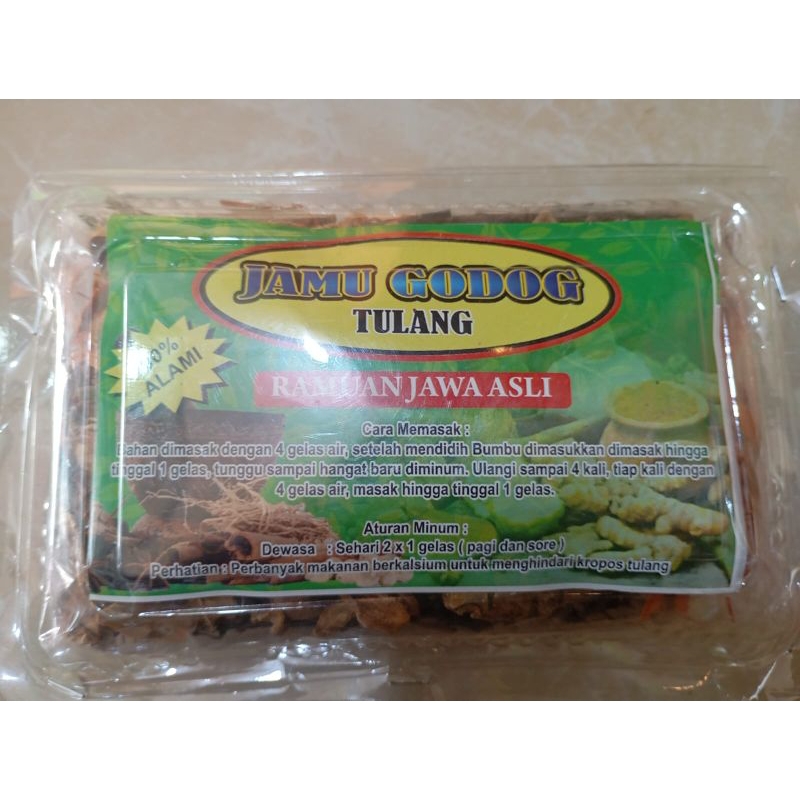 JAMU GODOG
TULANG
ALAMI
RAMUAN JAWA ASLI
Cara Memasak :
Bahan dimasak dengan 4 gelas air, setelah mendidih Bumbu dimasukkan dimasak hingga
tinggal 1 gelas, tunggu sampai hangat baru diminum. Ulangi sampai 4 kali, tiap kali dengan
4 gelas air, masak hingga tinggal 1 gelas.
Aturan Minum :
Dewasa : Sehari 2 x 1 gelas ( pagi dan sore )
Perhatian : Perbanyak makanan berkalsium untuk menghindari kropos tulang